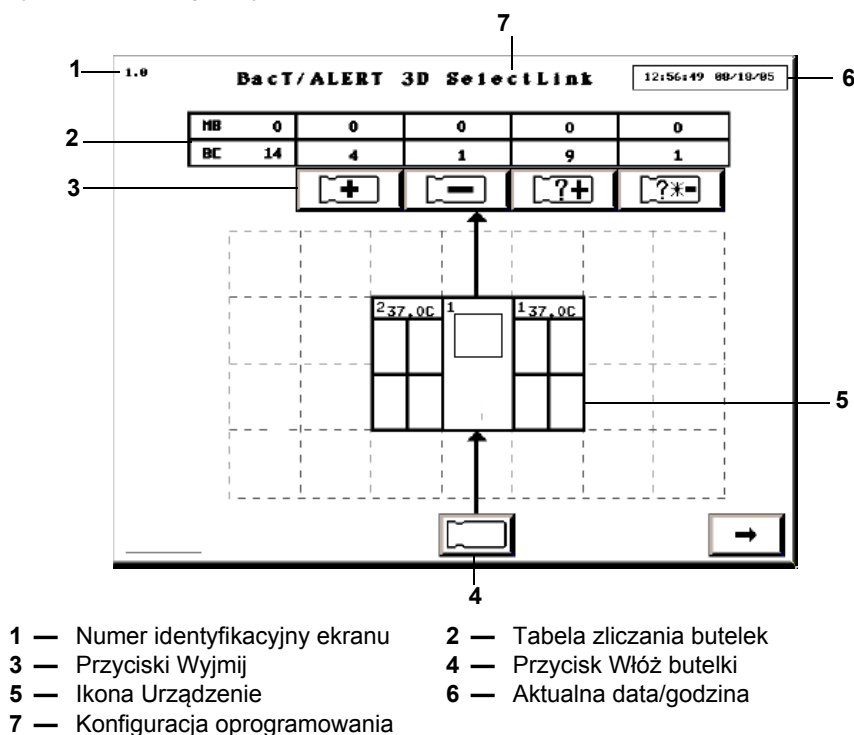 7
1 1.0 BacT/ALERT 3D SelectLink 12:56:49 08/18/05 6
MB 0 0 0 0 0
2
BC 14 4 1 9 1
3 + − ?+ ?*-
2 37.0C 1 1 37.0C
5
→
4
1 — Numer identyfikacyjny ekranu 2 — Tabela zliczania butelek
3 — Przyciski Wyjmij 4 — Przycisk Włóż butelki
5 — Ikona Urządzenie 6 — Aktualna data/godzina
7 — Konfiguracja oprogramowania